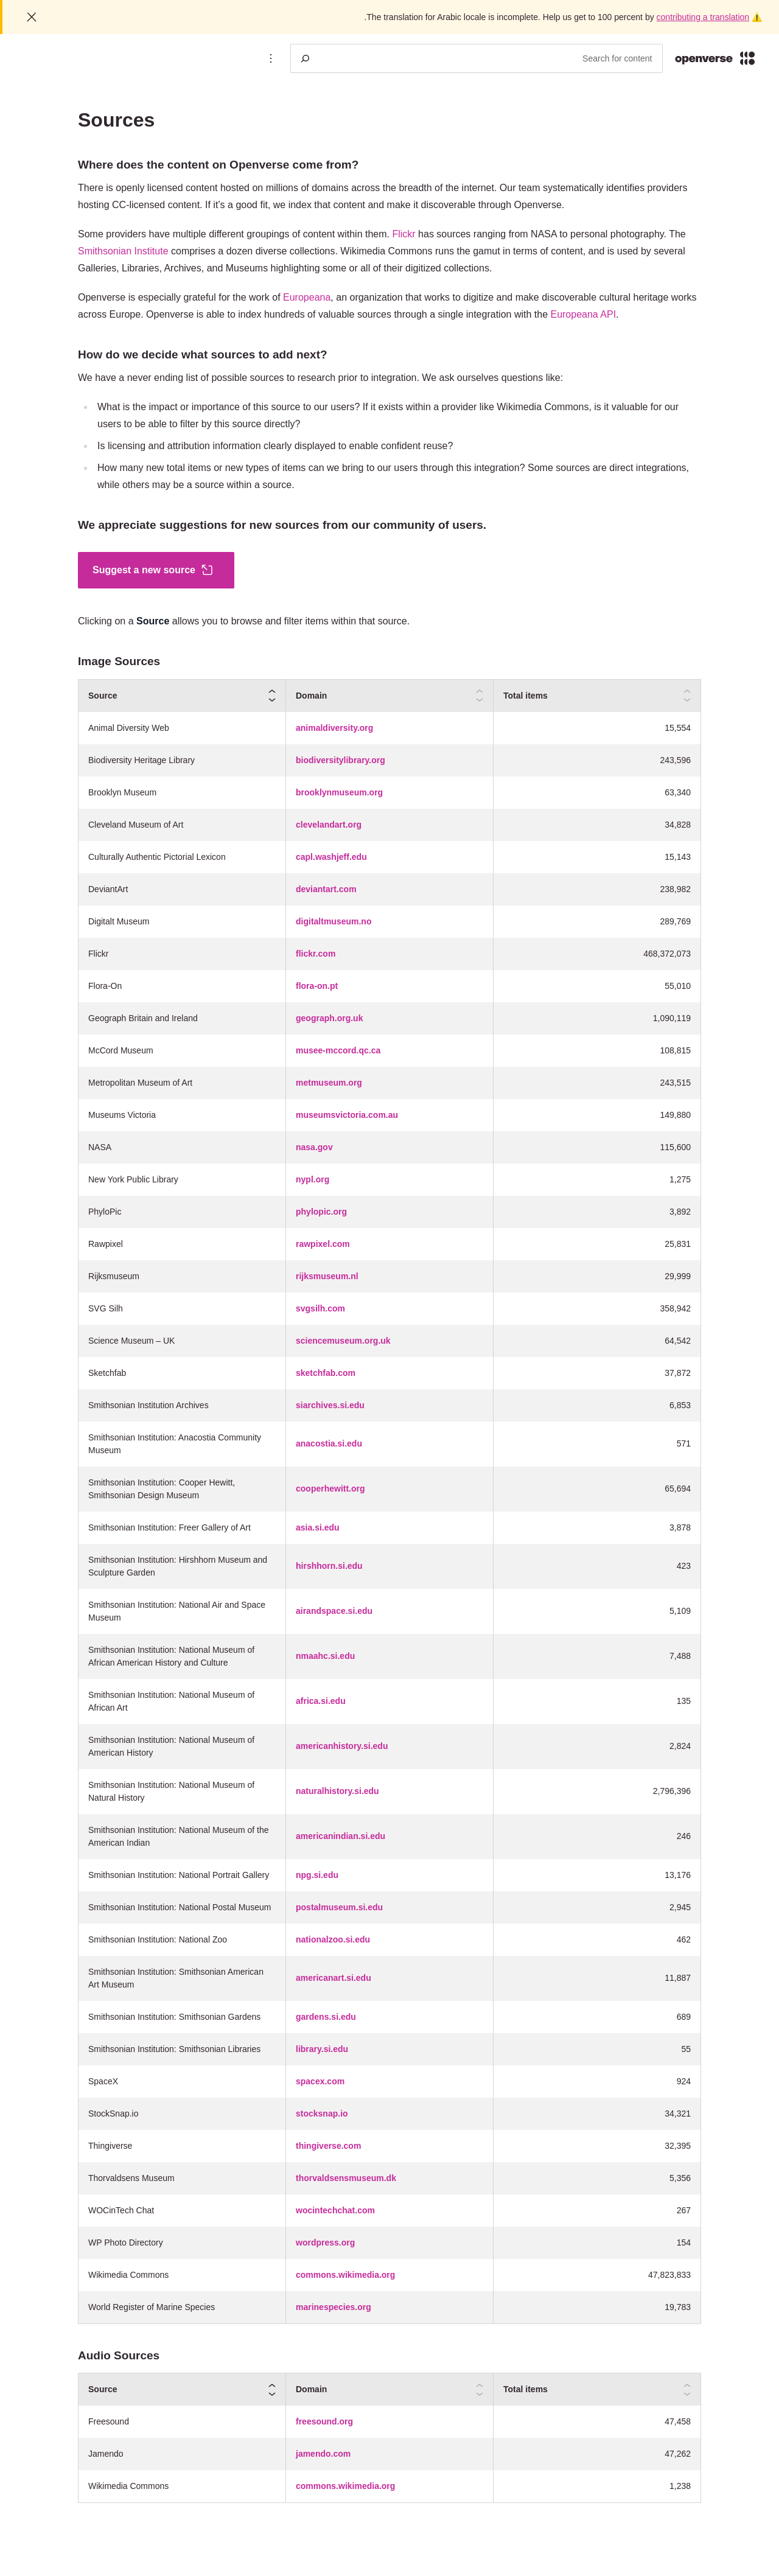 .The translation for Arabic locale is incomplete. Help us get to 100 percent by contributing a translation ⚠️
Search for content
openverse
Sources
Where does the content on Openverse come from?
There is openly licensed content hosted on millions of domains across the breadth of the internet. Our team systematically identifies providers
hosting CC-licensed content. If it's a good fit, we index that content and make it discoverable through Openverse.
Some providers have multiple different groupings of content within them. Flickr has sources ranging from NASA to personal photography. The
Smithsonian Institute comprises a dozen diverse collections. Wikimedia Commons runs the gamut in terms of content, and is used by several
Galleries, Libraries, Archives, and Museums highlighting some or all of their digitized collections.
Openverse is especially grateful for the work of Europeana, an organization that works to digitize and make discoverable cultural heritage works
across Europe. Openverse is able to index hundreds of valuable sources through a single integration with the Europeana API.
How do we decide what sources to add next?
We have a never ending list of possible sources to research prior to integration. We ask ourselves questions like:
What is the impact or importance of this source to our users? If it exists within a provider like Wikimedia Commons, is it valuable for our
users to be able to filter by this source directly?
Is licensing and attribution information clearly displayed to enable confident reuse?
How many new total items or new types of items can we bring to our users through this integration? Some sources are direct integrations,
while others may be a source within a source.
We appreciate suggestions for new sources from our community of users.
Suggest a new source
Clicking on a Source allows you to browse and filter items within that source.
Image Sources
Source Domain Total items
Animal Diversity Web animaldiversity.org 15,554
Biodiversity Heritage Library biodiversitylibrary.org 243,596
Brooklyn Museum brooklynmuseum.org 63,340
Cleveland Museum of Art clevelandart.org 34,828
Culturally Authentic Pictorial Lexicon capl.washjeff.edu 15,143
DeviantArt deviantart.com 238,982
Digitalt Museum digitaltmuseum.no 289,769
Flickr flickr.com 468,372,073
Flora-On flora-on.pt 55,010
Geograph Britain and Ireland geograph.org.uk 1,090,119
McCord Museum musee-mccord.qc.ca 108,815
Metropolitan Museum of Art metmuseum.org 243,515
Museums Victoria museumsvictoria.com.au 149,880
NASA nasa.gov 115,600
New York Public Library nypl.org 1,275
PhyloPic phylopic.org 3,892
Rawpixel rawpixel.com 25,831
Rijksmuseum rijksmuseum.nl 29,999
SVG Silh svgsilh.com 358,942
Science Museum – UK sciencemuseum.org.uk 64,542
Sketchfab sketchfab.com 37,872
Smithsonian Institution Archives siarchives.si.edu 6,853
Smithsonian Institution: Anacostia Community
Museum anacostia.si.edu 571
Smithsonian Institution: Cooper Hewitt,
Smithsonian Design Museum cooperhewitt.org 65,694
Smithsonian Institution: Freer Gallery of Art asia.si.edu 3,878
Smithsonian Institution: Hirshhorn Museum and
Sculpture Garden hirshhorn.si.edu 423
Smithsonian Institution: National Air and Space
Museum airandspace.si.edu 5,109
Smithsonian Institution: National Museum of
African American History and Culture nmaahc.si.edu 7,488
Smithsonian Institution: National Museum of
African Art africa.si.edu 135
Smithsonian Institution: National Museum of
American History americanhistory.si.edu 2,824
Smithsonian Institution: National Museum of
Natural History naturalhistory.si.edu 2,796,396
Smithsonian Institution: National Museum of the
American Indian americanindian.si.edu 246
Smithsonian Institution: National Portrait Gallery npg.si.edu 13,176
Smithsonian Institution: National Postal Museum postalmuseum.si.edu 2,945
Smithsonian Institution: National Zoo nationalzoo.si.edu 462
Smithsonian Institution: Smithsonian American
Art Museum americanart.si.edu 11,887
Smithsonian Institution: Smithsonian Gardens gardens.si.edu 689
Smithsonian Institution: Smithsonian Libraries library.si.edu 55
SpaceX spacex.com 924
StockSnap.io stocksnap.io 34,321
Thingiverse thingiverse.com 32,395
Thorvaldsens Museum thorvaldsensmuseum.dk 5,356
WOCinTech Chat wocintechchat.com 267
WP Photo Directory wordpress.org 154
Wikimedia Commons commons.wikimedia.org 47,823,833
World Register of Marine Species marinespecies.org 19,783
Audio Sources
Source Domain Total items
Freesound freesound.org 47,458
Jamendo jamendo.com 47,262
Wikimedia Commons commons.wikimedia.org 1,238